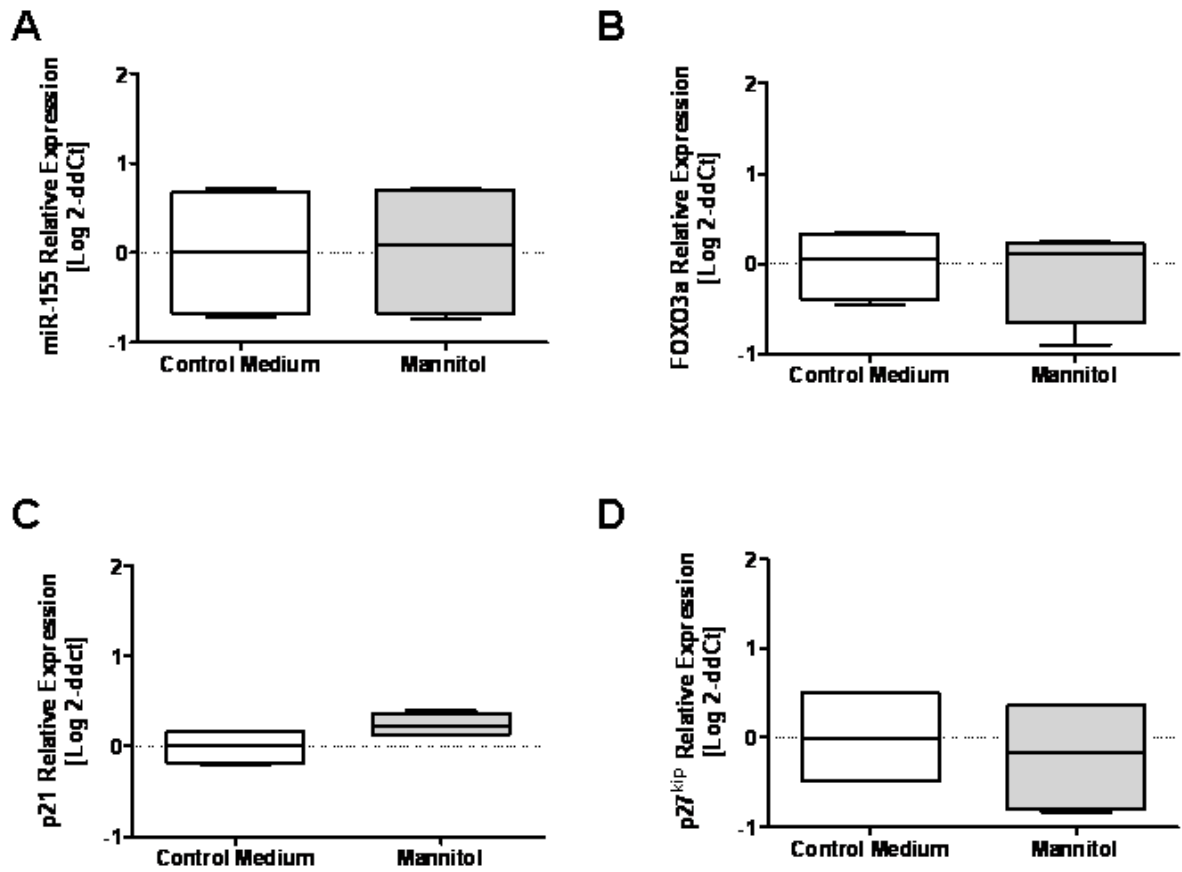 A
miR-155 Relative Expression
[Log 2-ddCt]
2
1
0
-1
Control Medium
Mannitol
B
FOXO3a Relative Expression
[Log 2-ddCt]
2
1
0
-1
Control Medium
Mannitol
C
p21 Relative Expression
[Log 2-ddct]
2
1
0
-1
Control Medium
Mannitol
D
p27kip Relative Expression
[Log 2-ddCt]
2
1
0
-1
Control Medium
Mannitol